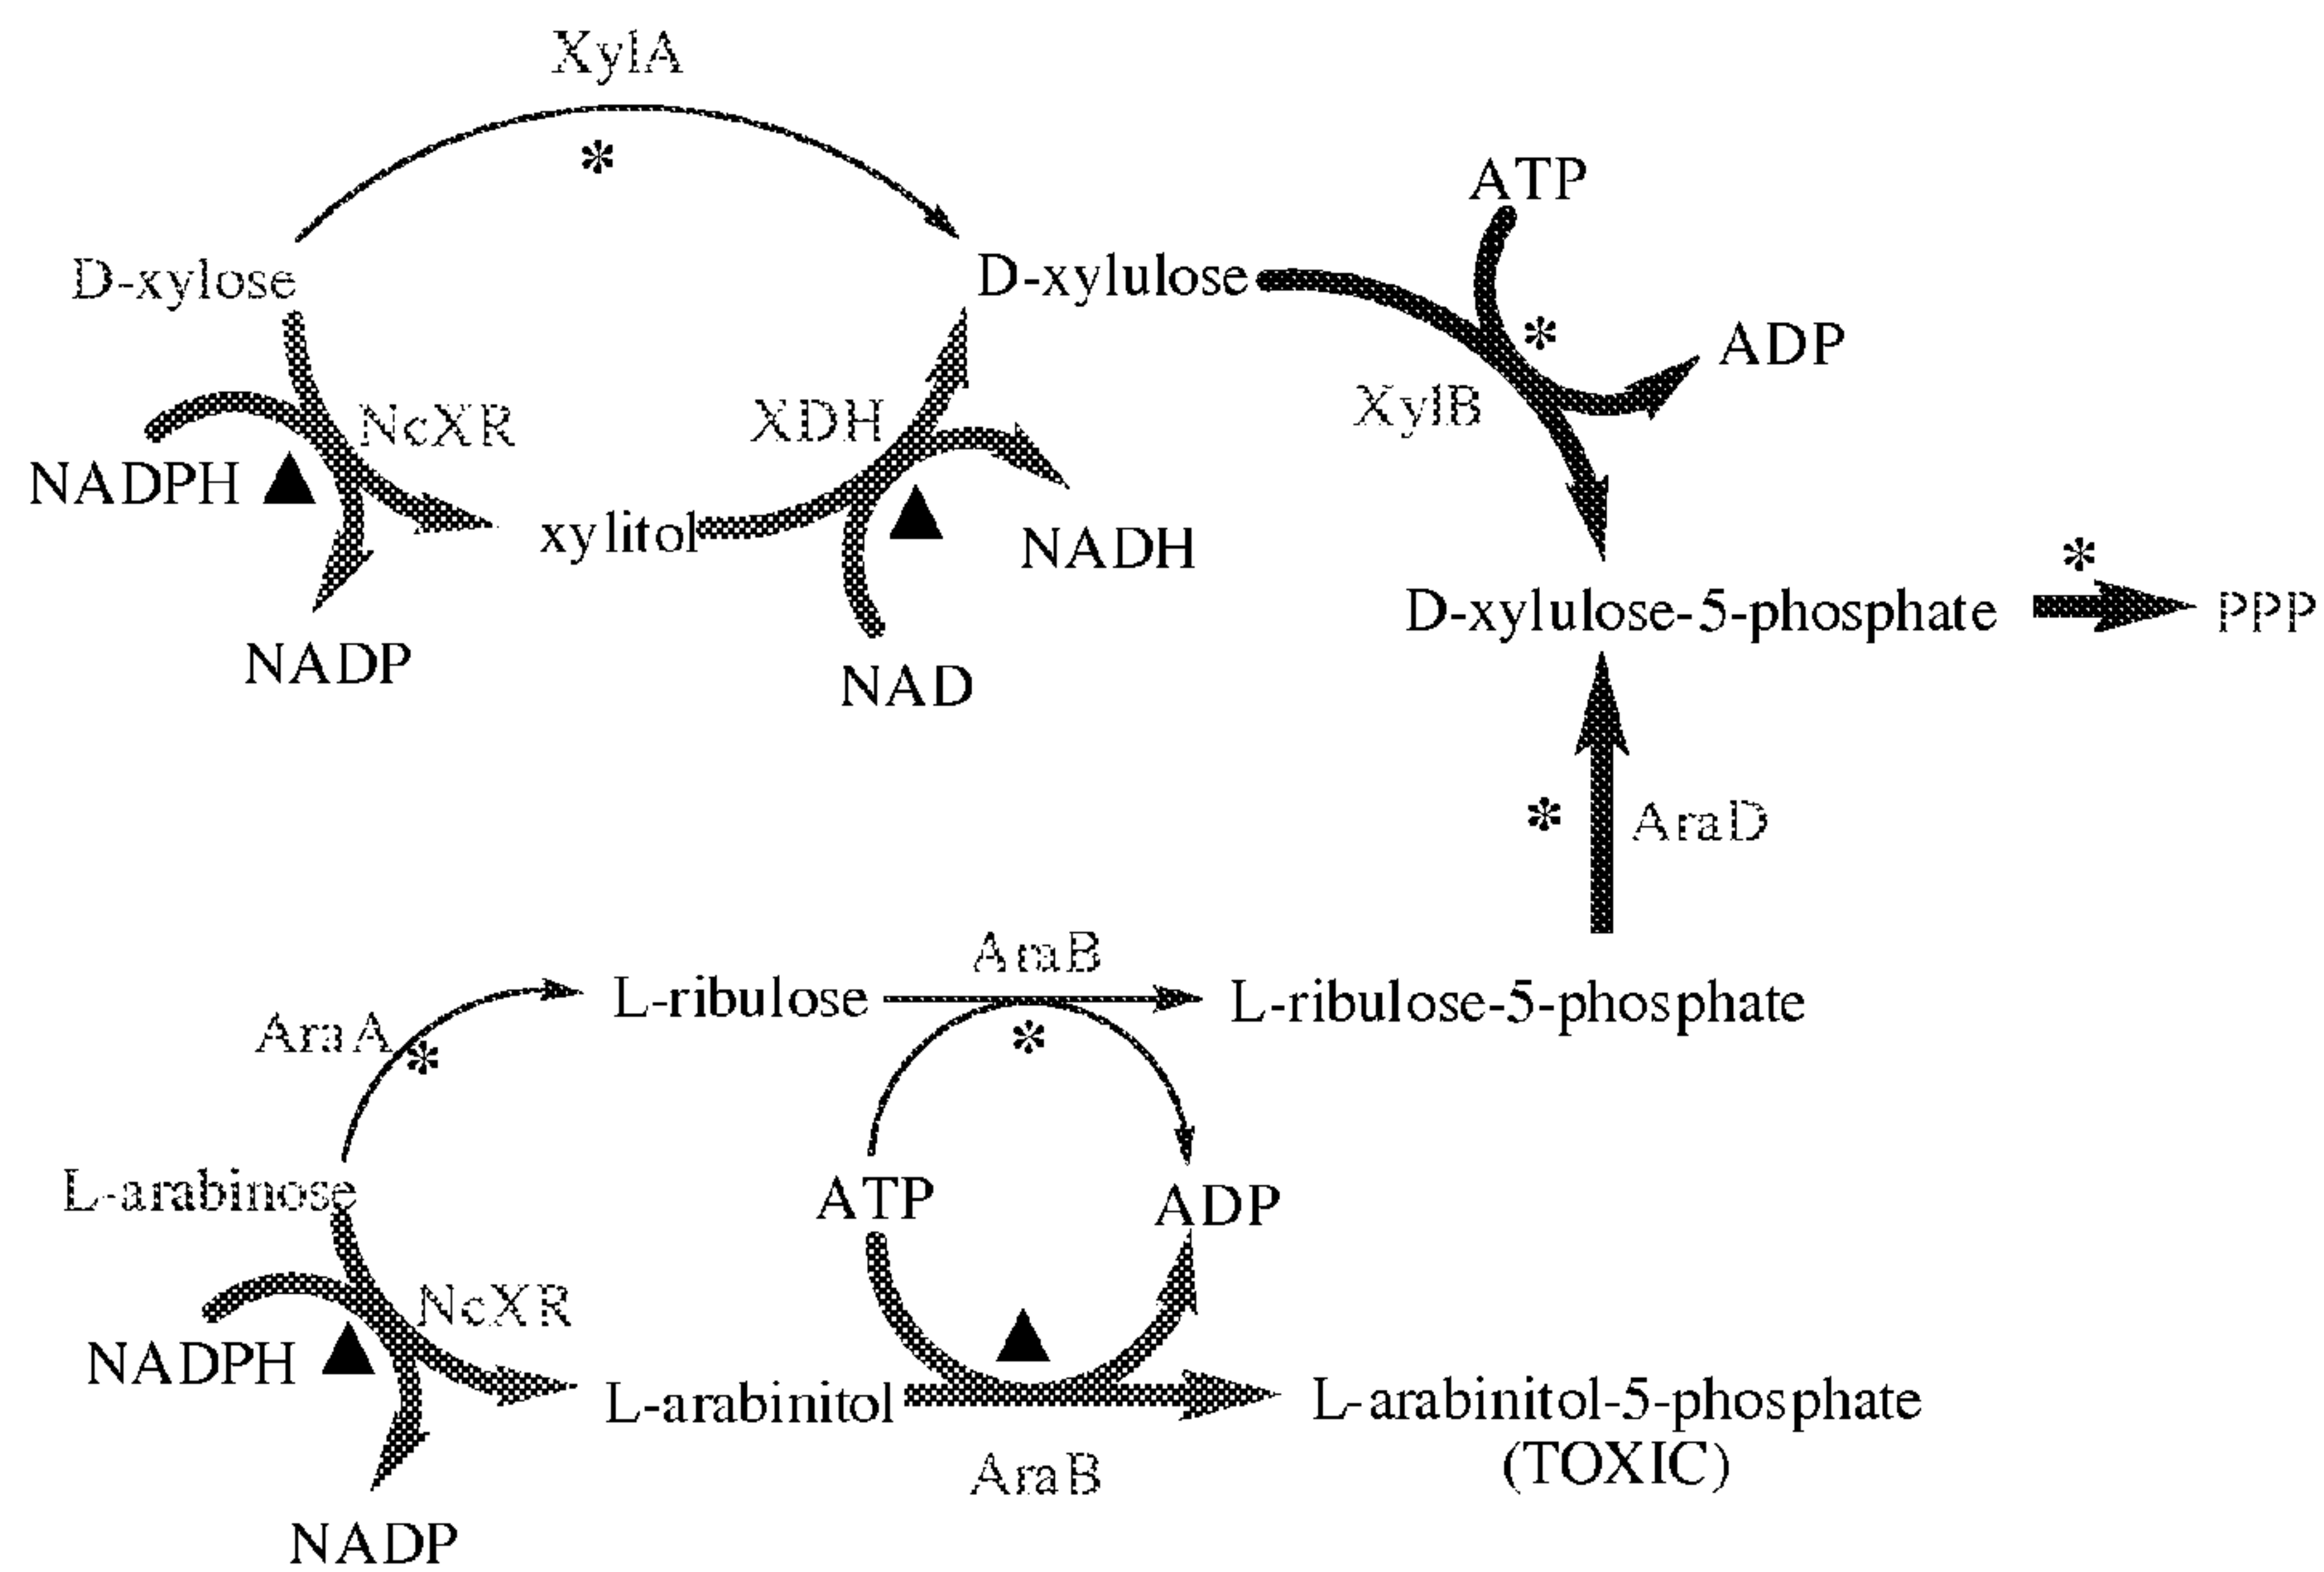 XylA
*
ATP
D-xylose
D-xylulose
*
ADP
NcXR
XDH
XylB
NADPH
xylitol
NADH
*
D-xylulose-5-phosphate
PPP
NADP
NAD
*
AraD
AraB
L-ribulose
L-ribulose-5-phosphate
AraA
*
*
L-arabinose
ATP
ADP
NcXR
NADPH
L-arabinitol
L-arabinitol-5-phosphate
(TOXIC)
AraB
NADP